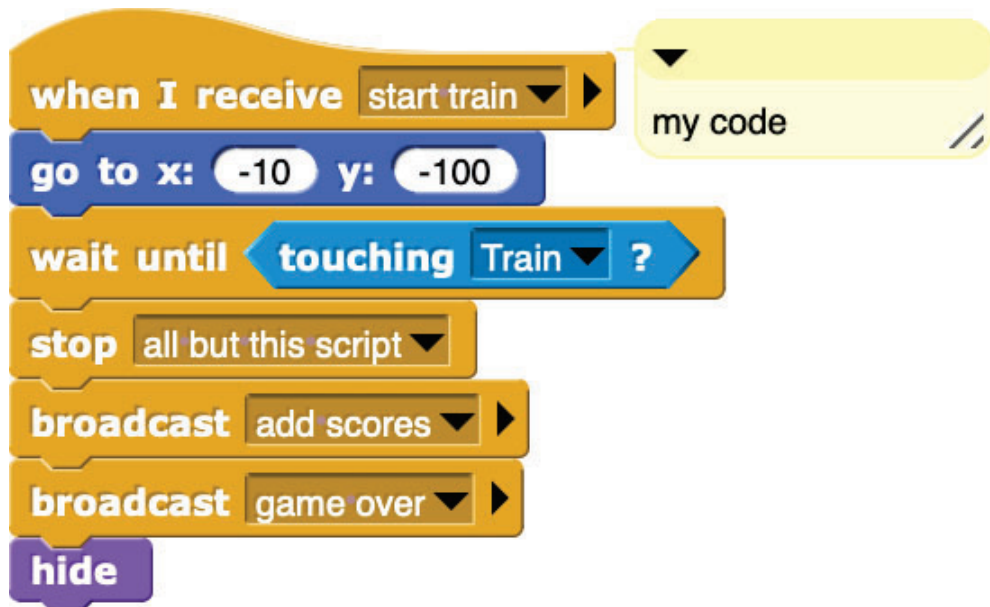 when I receive start train
my code
go to x: -10 y: -100
wait until touching Train ?
stop all but this script
broadcast add scores
broadcast game over
hide